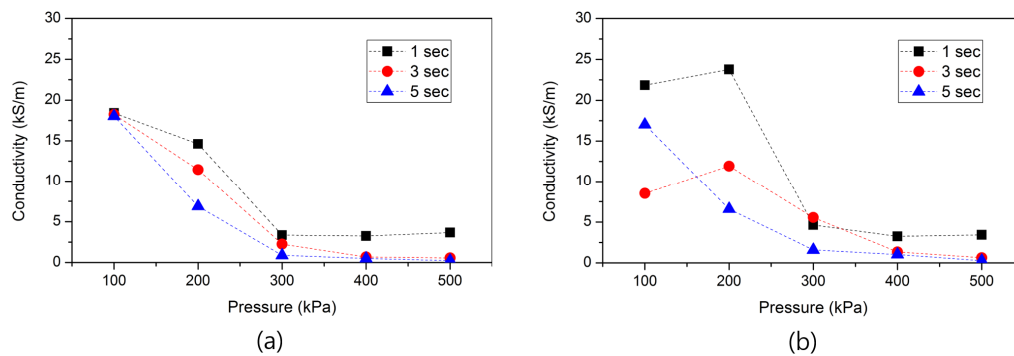 30
25
20
15
10
5
0
Conductivity (kS/m)
1 sec
3 sec
5 sec
100 200 300 400 500
Pressure (kPa)
(a)
30
25
20
15
10
5
0
Conductivity (kS/m)
1 sec
3 sec
5 sec
100 200 300 400 500
Pressure (kPa)
(b)